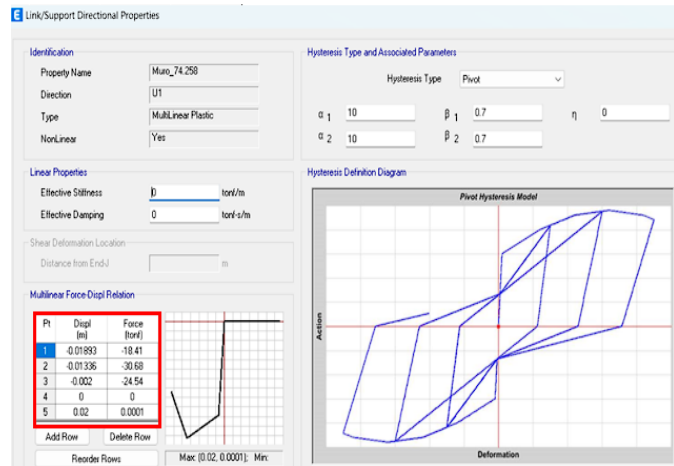 E Link/Support Directional Properties
Identification
Property Name Muro_74.258
Direction U1
Type MultiLinear Plastic
NonLinear Yes
Linear Properties
Effective Stiffness 0 tonf/m
Effective Damping 0 tonf-s/m
Shear Deformation Location
Distance from End-J m
Multilinear Force-Displ Relation
Pt Displ (m) Force (tonf)
1 -0.01893 -18.41
2 -0.01336 -30.68
3 -0.002 -24.54
4 0 0
5 0.02 0.0001
Add Row Delete Row
Reorder Rows Max: (0.02, 0.0001); Min:
Hysteresis Type and Associated Parameters
Hysteresis Type Pivot
α 1 10 β 1 0.7 η 0
α 2 10 β 2 0.7
Hysteresis Definition Diagram
Pivot Hysteresis Model
Action
Deformation